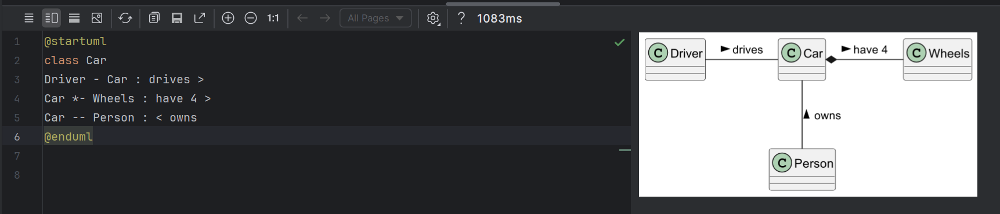 1:1 All Pages ? 1083ms
1 @startuml
2 class Car
3 Driver - Car : drives >
4 Car *- Wheels : have 4 >
5 Car -- Person : < owns
6 @enduml
7
8
C Driver drives C Car have 4 C Wheels
owns
C Person